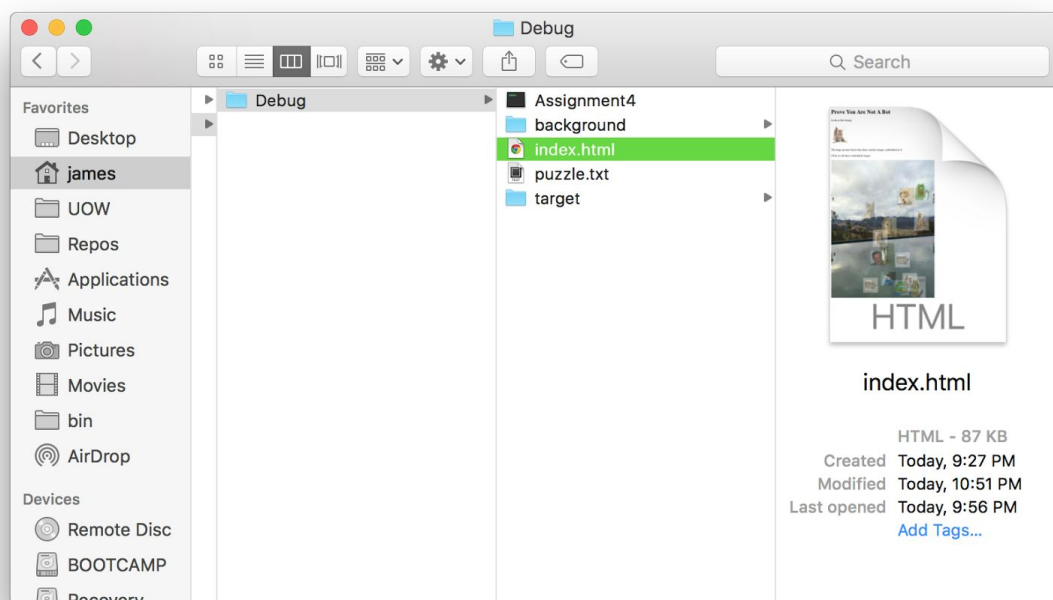 Debug
Search
Favorites
Desktop
james
UOW
Repos
Applications
Music
Pictures
Movies
bin
AirDrop
Devices
Remote Disc
BOOTCAMP
Recovery
Debug
Assignment4
background
index.html
puzzle.txt
target
Prove You Are Not A Bot
HTML
index.html
HTML - 87 KB
Created Today, 9:27 PM
Modified Today, 10:51 PM
Last opened Today, 9:56 PM
Add Tags...